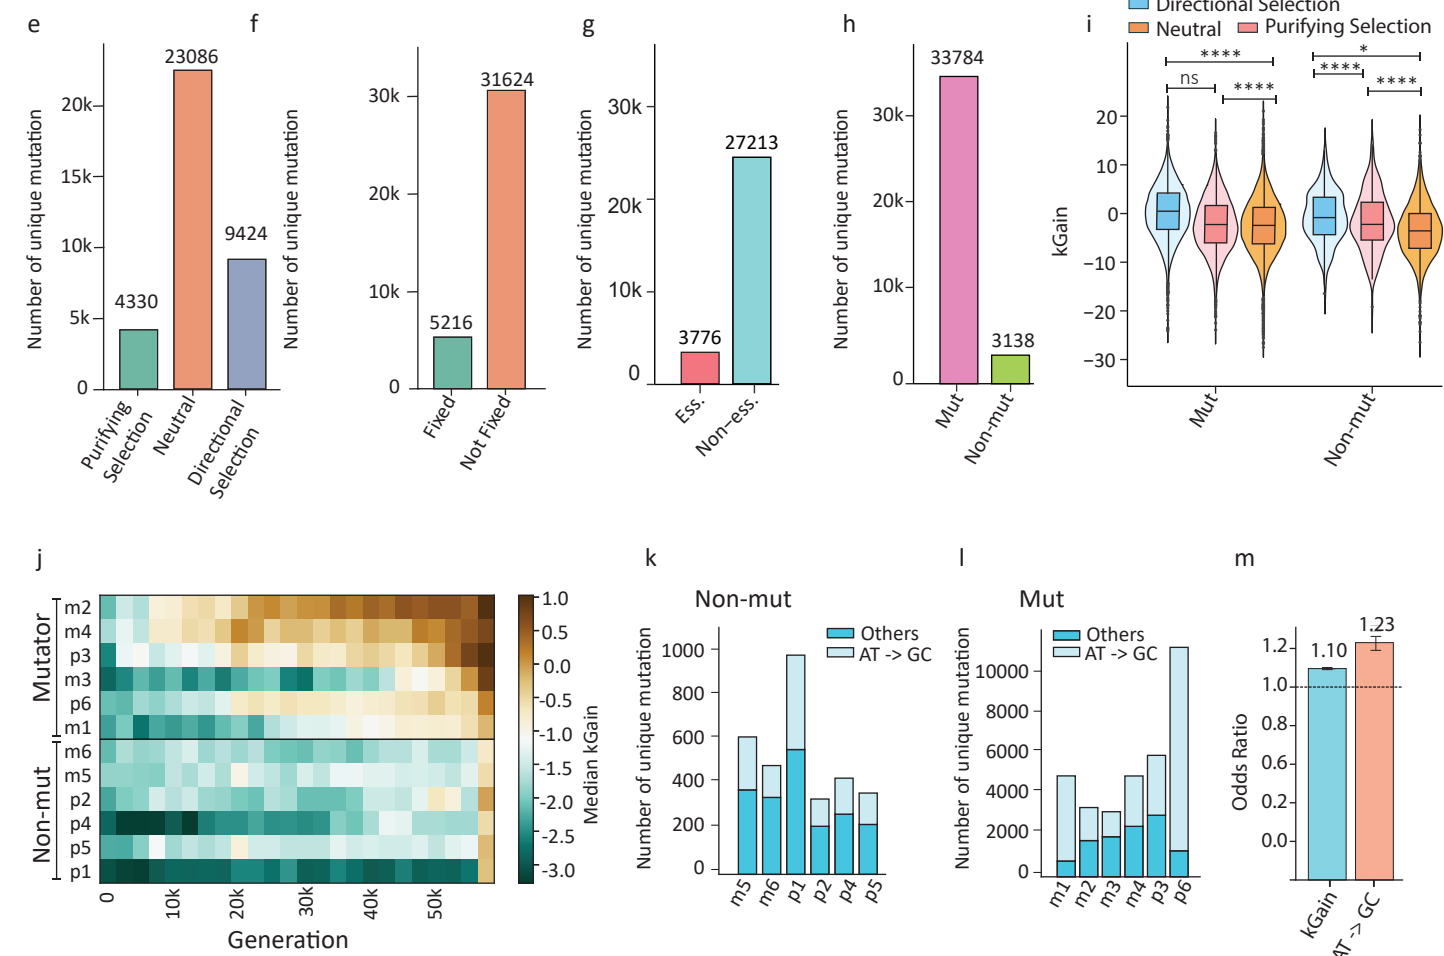 e
f
g
h
i
Directional Selection
Neutral
Purifying Selection
Number of unique mutation
20k
15k
10k
5k
0
4330
23086
9424
Purifying
Selection
Neutral
Directional
Selection
Number of unique mutation
30k
20k
10k
0
5216
31624
Fixed
Not Fixed
Number of unique mutation
30k
20k
10k
0
3776
27213
Ess.
Non-ess.
Number of unique mutation
30k
20k
10k
0
33784
3138
Mut
Non-mut
kGain
20
10
0
−10
−20
−30
****
ns
****
*
****
****
Mut
Non-mut
j
Mutator
Non-mut
m2
m4
p3
m3
p6
m1
m6
m5
p2
p4
p5
p1
0
10k
20k
30k
40k
50k
Generation
1.0
0.5
0.0
-0.5
-1.0
-1.5
-2.0
-2.5
-3.0
Median kGain
k
Non-mut
Others
AT -> GC
Number of unique mutation
1000
800
600
400
200
0
m5
m6
p1
p2
p4
p5
l
Mut
Others
AT -> GC
Number of unique mutation
10000
8000
6000
4000
2000
0
m1
m2
m3
m4
p3
p6
m
Odds Ratio
1.2
1.0
0.8
0.6
0.2
0.0
1.10
1.23
kGain
AT -> GC